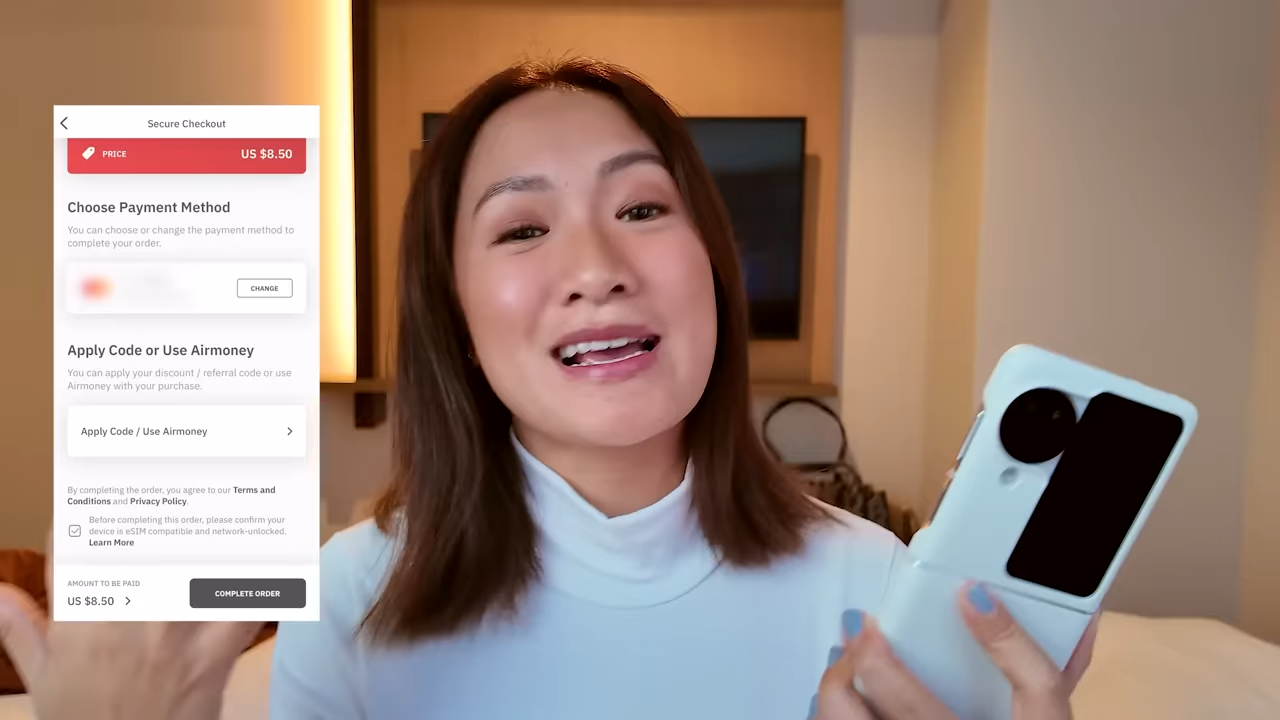 Secure Checkout
PRICE
US $8.50
Choose Payment Method
You can choose or change the payment method to
complete your order.
CHANGE
Apply Code or Use Airmoney
You can apply your discount / referral code or use
Airmoney with your purchase.
Apply Code / Use Airmoney
By completing the order, you agree to our Terms and
Conditions and Privacy Policy.
Before completing this order, please confirm your
device is eSIM compatible and network-unlocked.
Learn More
AMOUNT TO BE PAID
US $8.50
COMPLETE ORDER